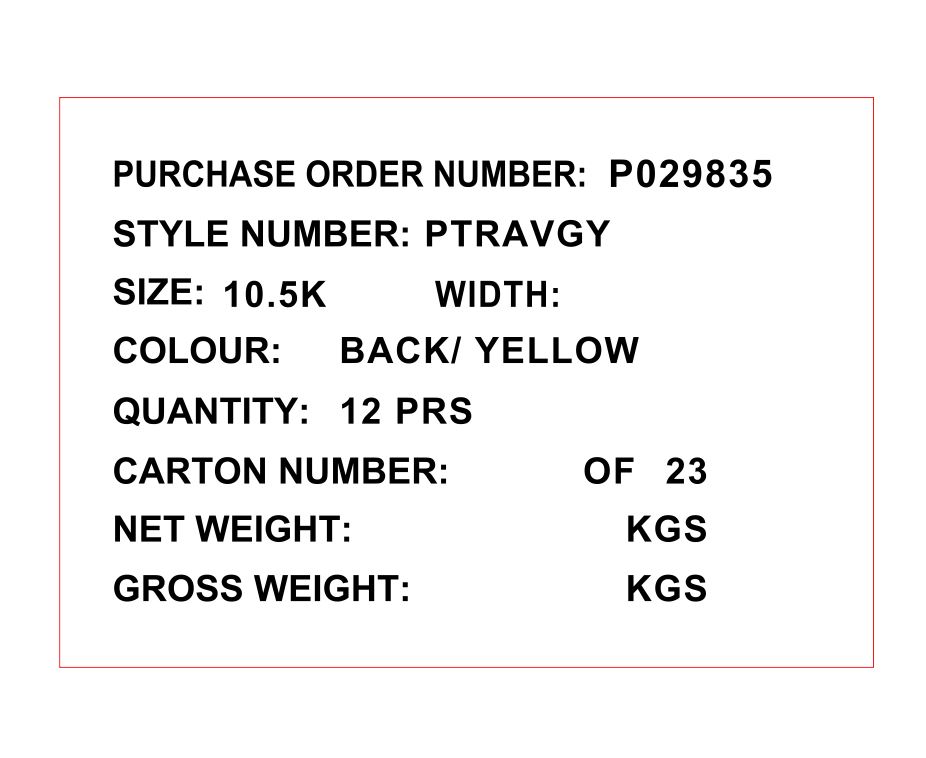 PURCHASE ORDER NUMBER: P029835
STYLE NUMBER: PTRAVGY
SIZE: 10.5K WIDTH:
COLOUR: BACK/ YELLOW
QUANTITY: 12 PRS
CARTON NUMBER: OF 23
NET WEIGHT: KGS
GROSS WEIGHT: KGS